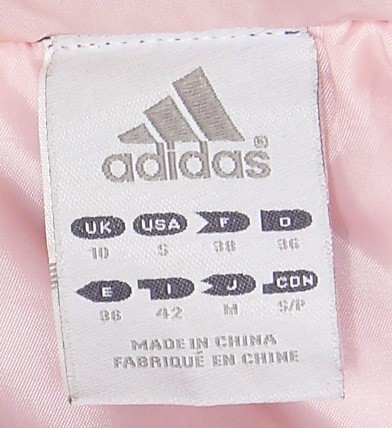 adidas®
UK USA F D
10 S 38 36
E I J CON
36 42 M S/P
MADE IN CHINA
FABRIQUÉ EN CHINE